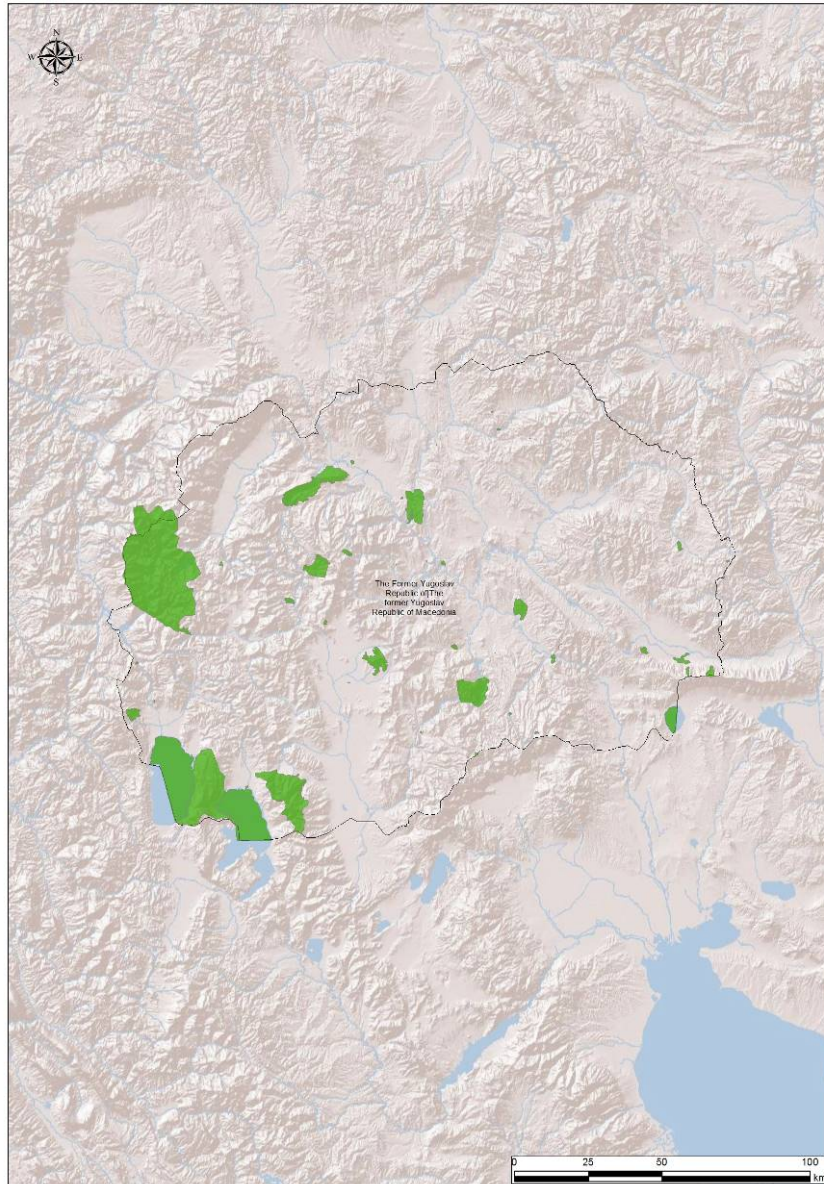 N
W E
S
The Former Yugoslav
Republic of|The
former Yugoslav
Republic of Macedonia
0 25 50 100
km